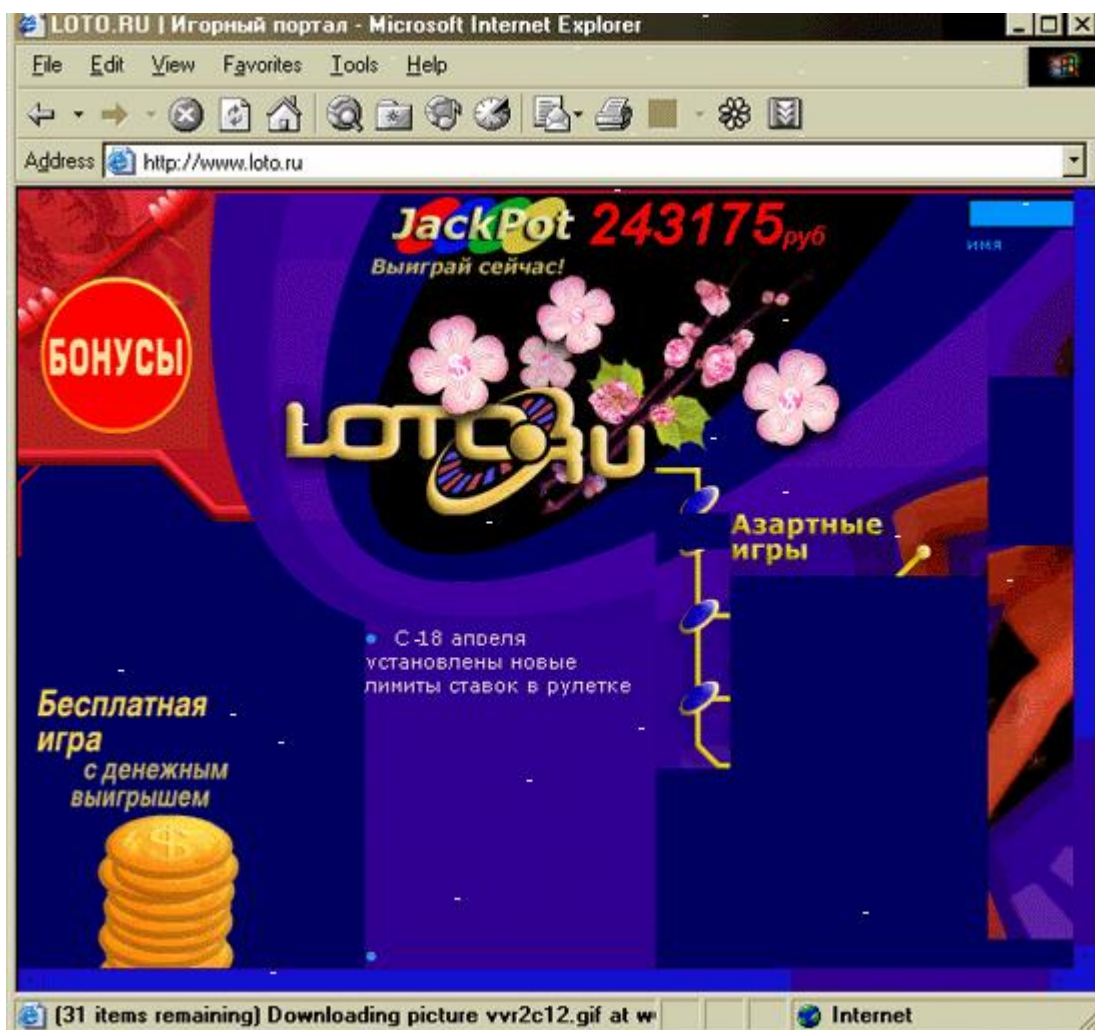 LOTO.RU | Игорный портал - Microsoft Internet Explorer
File Edit View Favorites Tools Help
Address http://www.loto.ru
JackPot 243175руб
Выиграй сейчас!
имя
БОНУСЫ
LOTO.RU
Азартные
игры
С 18 апреля
установлены новые
лимиты ставок в рулетке
Бесплатная
игра
с денежным
выигрышем
(31 items remaining) Downloading picture vvr2c12.gif at w
Internet